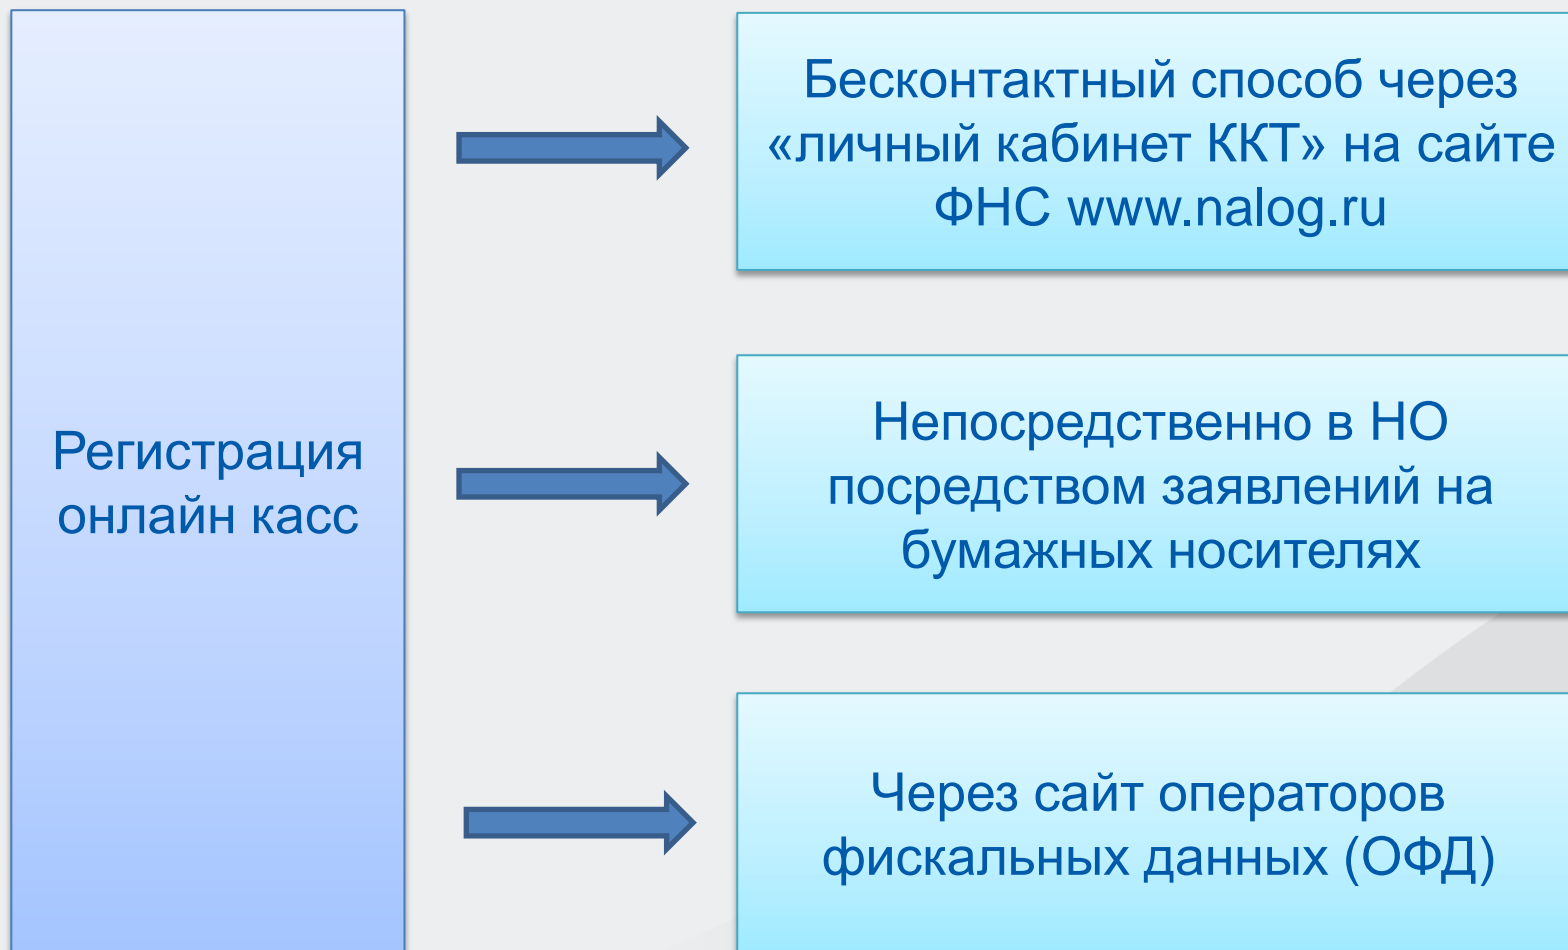 Регистрация
онлайн касс
Бесконтактный способ через
«личный кабинет ККТ» на сайте
ФНС www.nalog.ru
Непосредственно в НО
посредством заявлений на
бумажных носителях
Через сайт операторов
фискальных данных (ОФД)